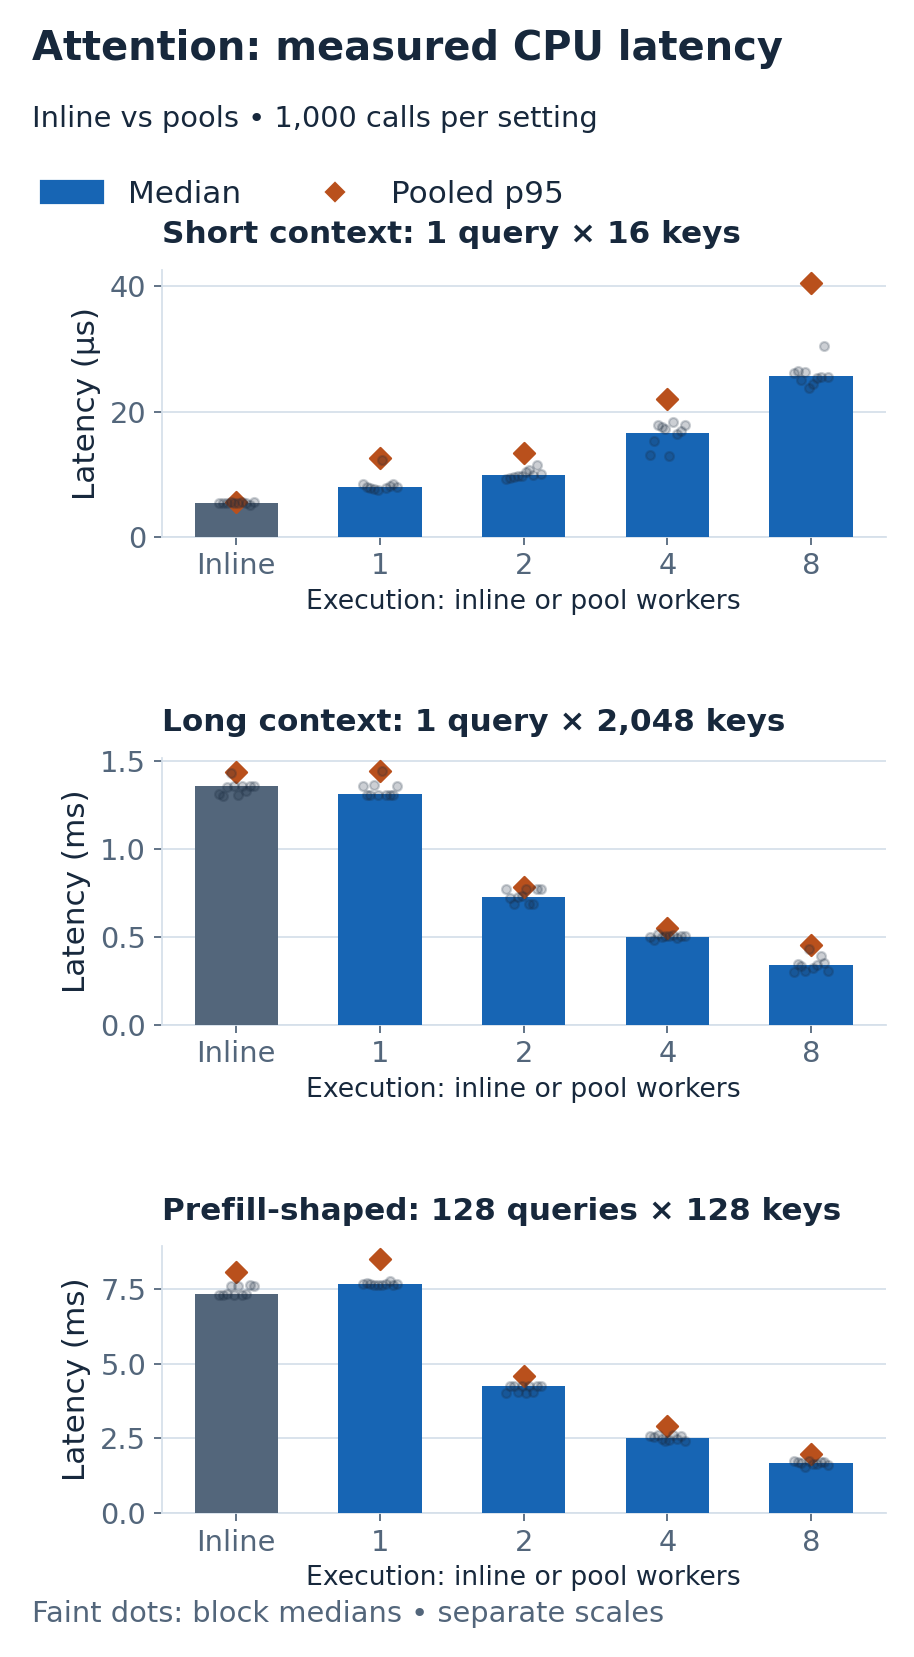 Attention: measured CPU latency
Inline vs pools • 1,000 calls per setting
Median
Pooled p95
Short context: 1 query × 16 keys
Latency (µs)
40
20
0
Inline 1 2 4 8
Execution: inline or pool workers
Long context: 1 query × 2,048 keys
Latency (ms)
1.5
1.0
0.5
0.0
Inline 1 2 4 8
Execution: inline or pool workers
Prefill-shaped: 128 queries × 128 keys
Latency (ms)
7.5
5.0
2.5
0.0
Inline 1 2 4 8
Execution: inline or pool workers
Faint dots: block medians • separate scales